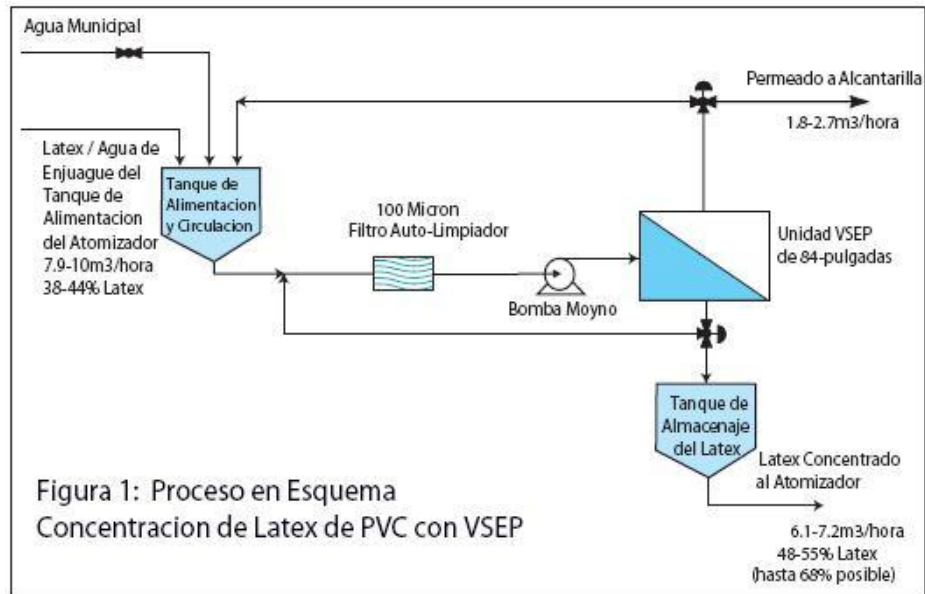 Agua Municipal
Permeado a Alcantarilla
1.8-2.7m3/hora
Latex / Agua de
Enjuague del
Tanque de
Alimentacion
del Atomizador
7.9-10m3/hora
38-44% Latex
Tanque de
Alimentacion
y Circulacion
100 Micron
Filtro Auto-Limpiador
Bomba Moyno
Unidad VSEP
de 84-pulgadas
Tanque de
Almacenaje
del Latex
Latex Concentrado
al Atomizador
6.1-7.2m3/hora
48-55% Latex
(hasta 68% posible)
Figura 1: Proceso en Esquema
Concentracion de Latex de PVC con VSEP